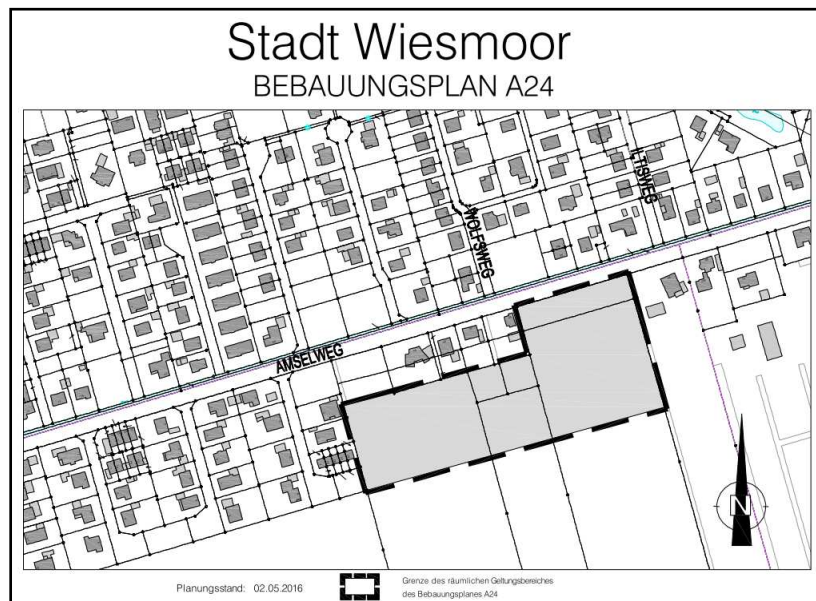 Stadt Wiesmoor
BEBAUUNGSPLAN A24
ILTISWEG
WOLFSWEG
AMSELWEG
N
Planungsstand: 02.05.2016
Grenze des räumlichen Geltungsbereiches
des Bebauungsplanes A24